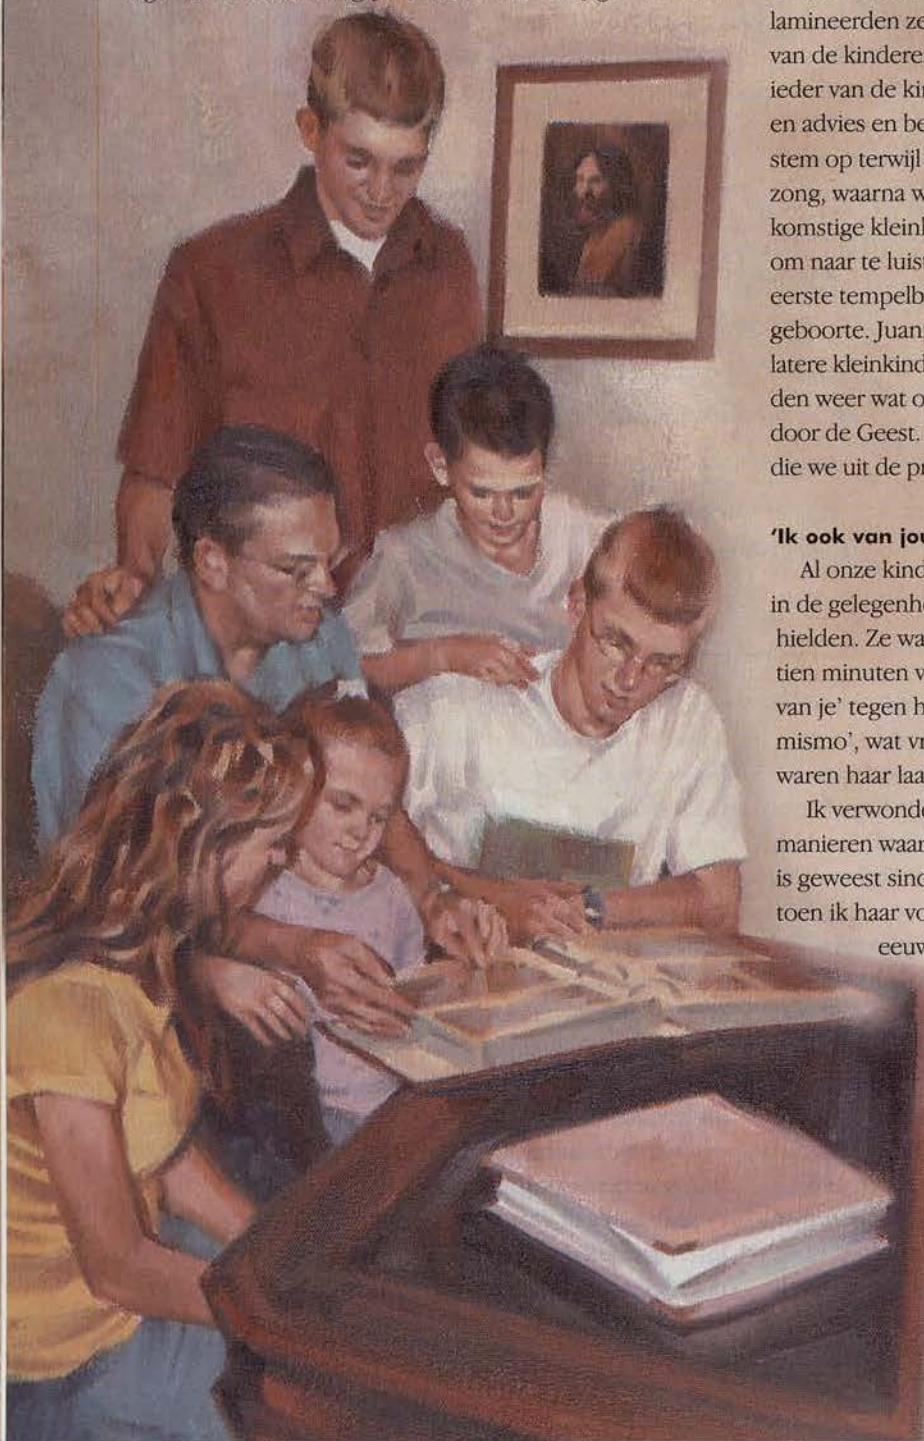 lamineerden ze
van de kindere
ieder van de ki
en advies en be
stem op terwijl
zong, waarna w
komstige klein
om naar te luis
eerste tempelb
geboorte. Juan
latere kleinkind
den weer wat o
door de Geest.
die we uit de p
'Ik ook van jou
Al onze kind
in de gelegenh
hielden. Ze wa
tien minuten v
van je' tegen h
mismo', wat v
waren haar laa
Ik verwonde
manieren waar
is geweest sinc
toen ik haar vo
eeuw